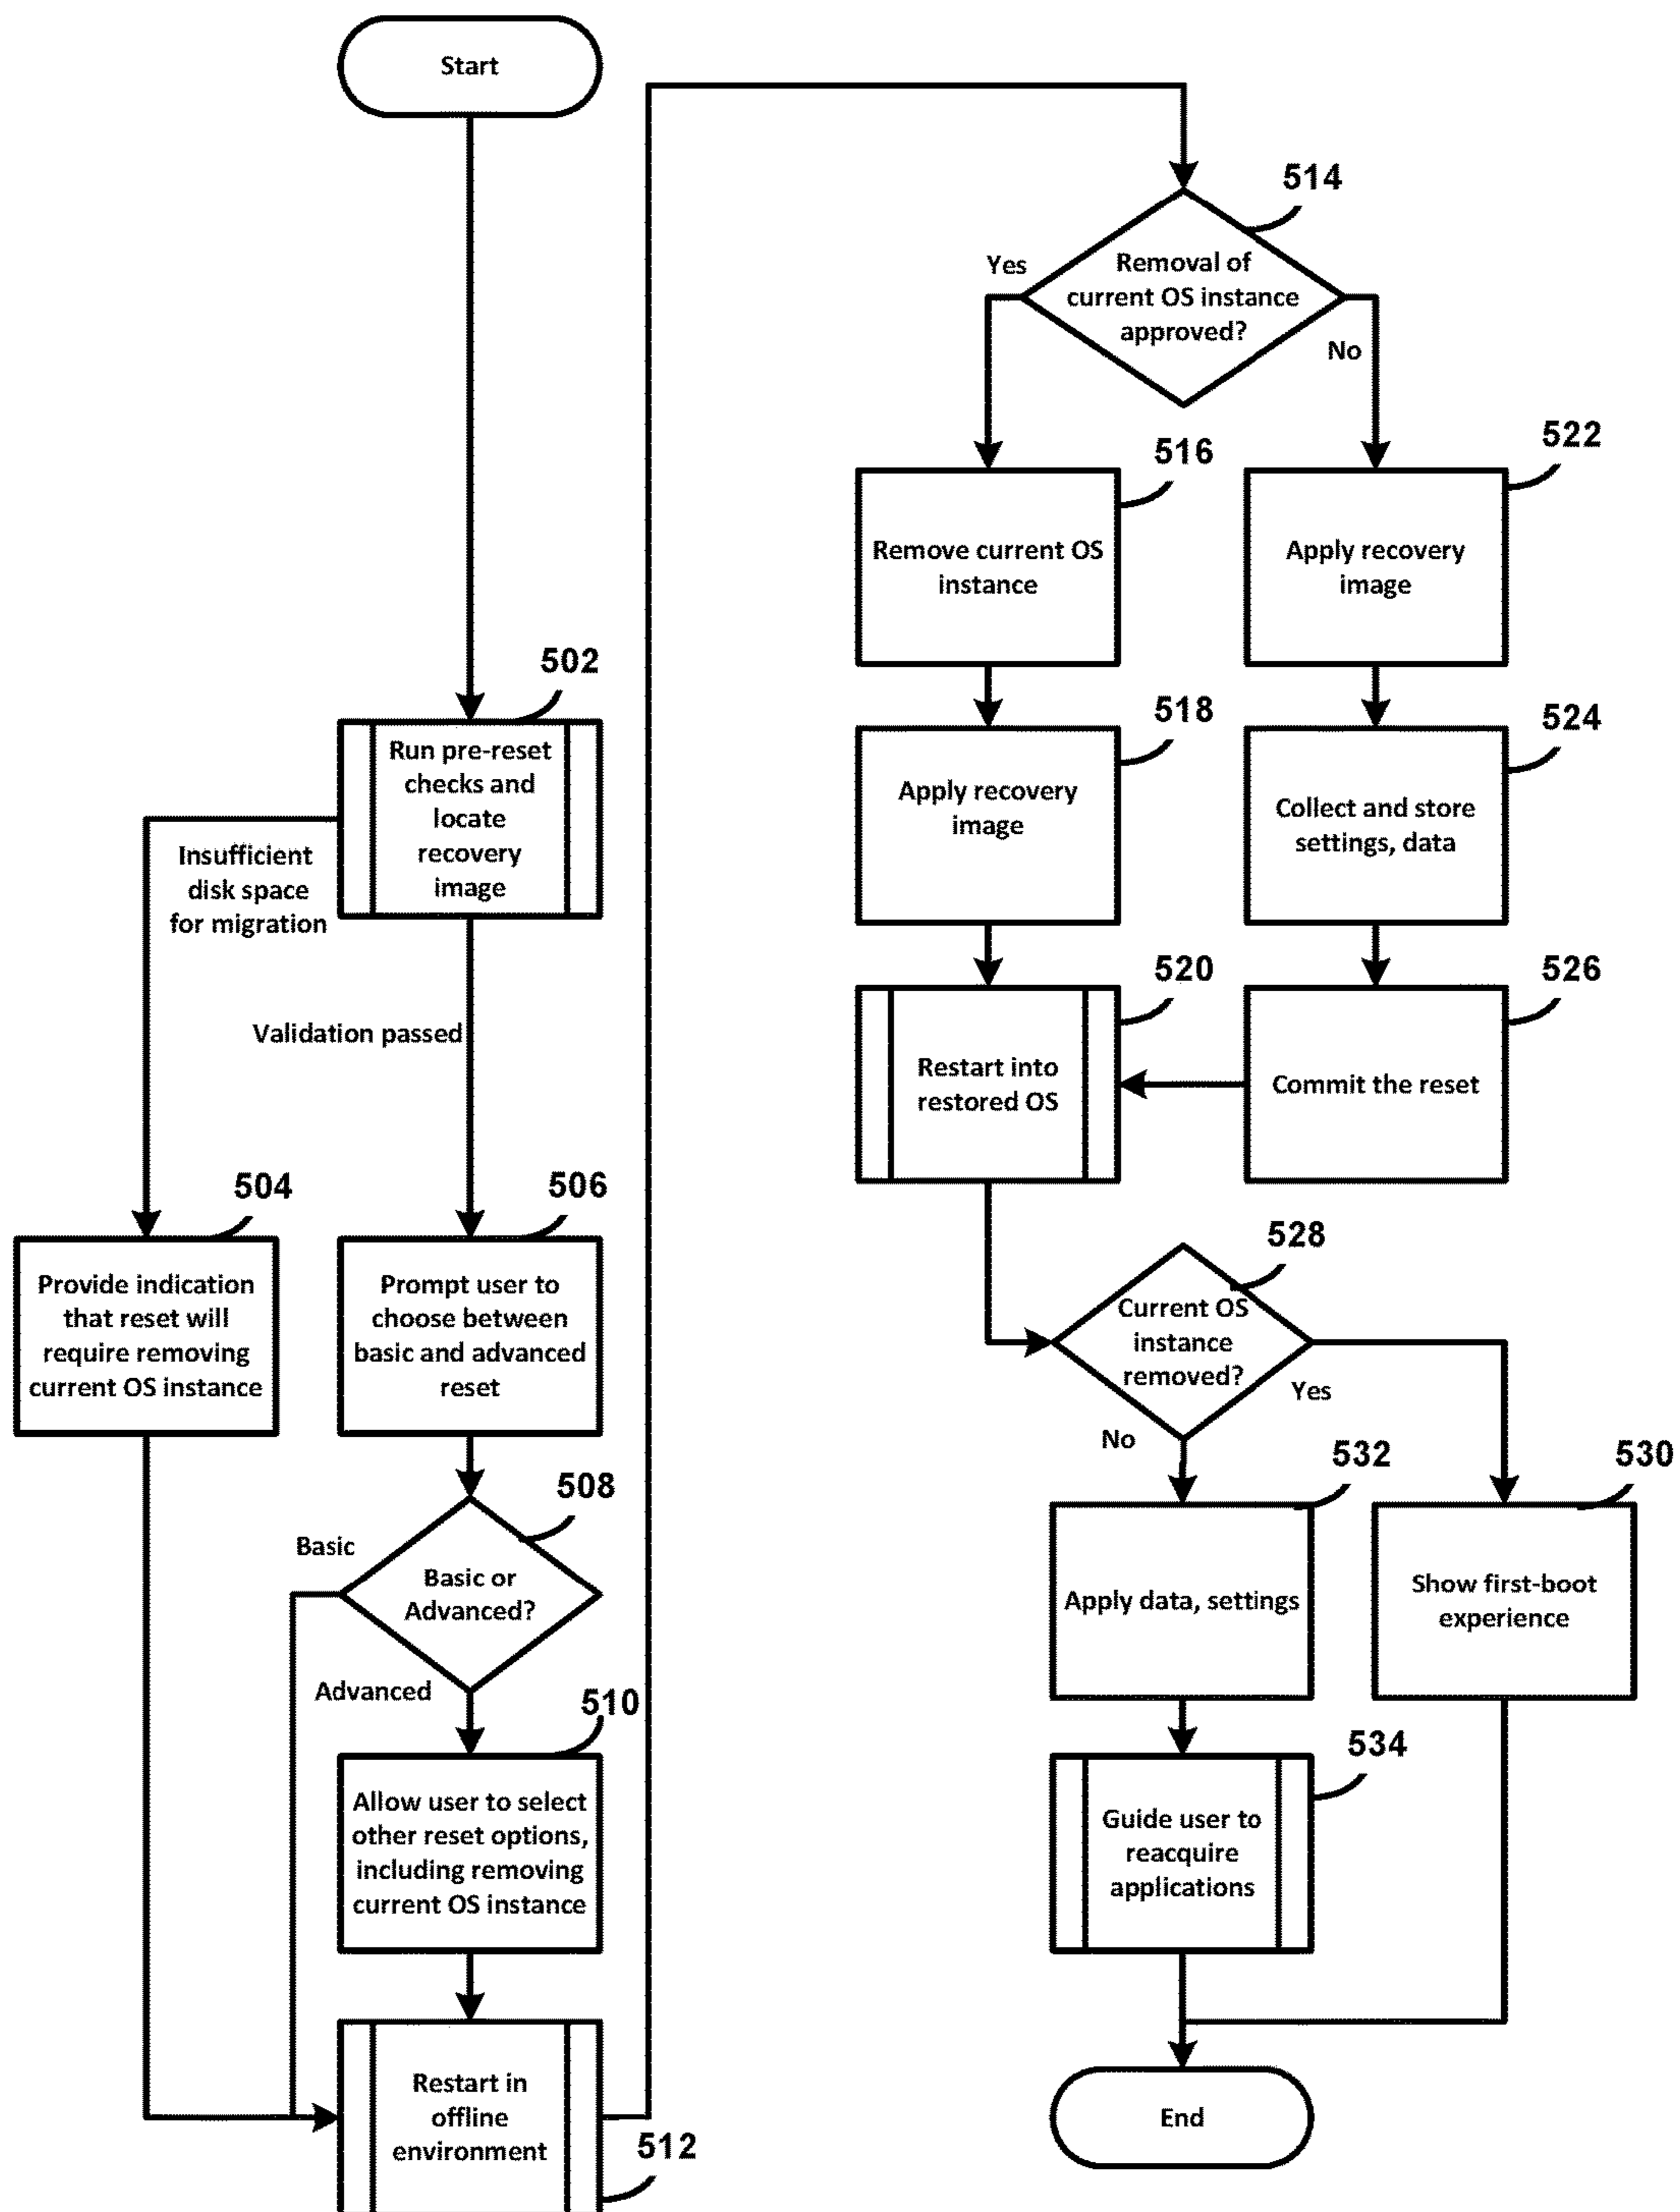 Start
502
Run pre-reset
checks and
locate
recovery
image
Insufficient
disk space
for migration
Validation passed
504
Provide indication
that reset will
require removing
current OS instance
506
Prompt user to
choose between
basic and advanced
reset
508
Basic
Basic or
Advanced?
Advanced
510
Allow user to select
other reset options,
including removing
current OS instance
Restart in
offline
environment
512
514
Removal of
current OS instance
approved?
Yes
No
516
Remove current OS
instance
522
Apply recovery
image
518
Apply recovery
image
524
Collect and store
settings, data
520
Restart into
restored OS
526
Commit the reset
528
Current OS
instance
removed?
Yes
No
532
Apply data, settings
530
Show first-boot
experience
534
Guide user to
reacquire
applications
End